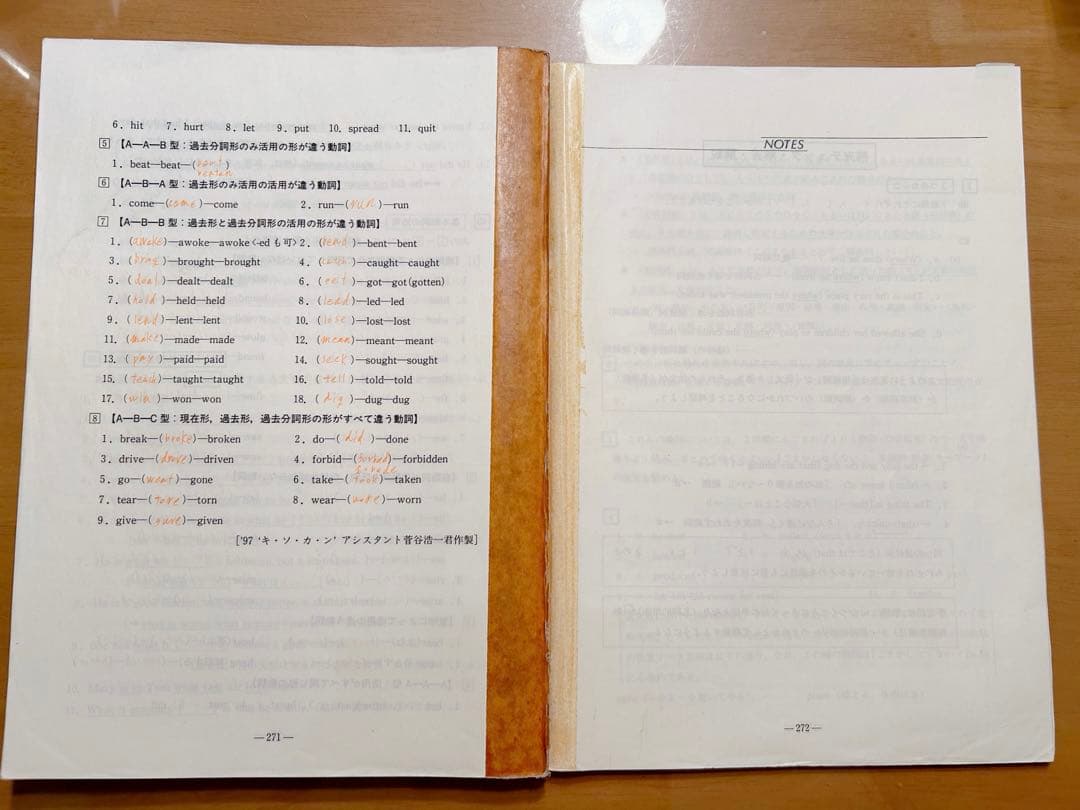 6. hit 7. hurt 8. let 9. put 10. spread 11. quit
5 【A—A—B 型：過去分詞形のみ活用の形が違う動詞】
1. beat—beat—( )
beaten
6 【A—B—A 型：過去形のみ活用の活用が違う動詞】
1. come—(came)—come 2. run—(run)—run
7 【A—B—B 型：過去形と過去分詞形の活用の形が違う動詞】
1. (awake)—awoke—awoke <-ed も可> 2. (bend)—bent—bent
3. (bring)—brought—brought 4. (catch)—caught—caught
5. (deal)—dealt—dealt 6. (get)—got—got(gotten)
7. (hold)—held—held 8. (lead)—led—led
9. (lend)—lent—lent 10. (lose)—lost—lost
11. (make)—made—made 12. (mean)—meant—meant
13. (pay)—paid—paid 14. (seek)—sought—sought
15. (teach)—taught—taught 16. (tell)—told—told
17. (win)—won—won 18. (dig)—dug—dug
8 【A—B—C 型：現在形，過去形，過去分詞形の形がすべて違う動詞】
1. break—(broke)—broken 2. do—(did)—done
3. drive—(drove)—driven 4. forbid—(forbad)—forbidden
forbade
5. go—(went)—gone 6. take—(took)—taken
7. tear—(tore)—torn 8. wear—(wore)—worn
9. give—(gave)—given
['97 ‘キ・ソ・カ・ン’ アシスタント菅谷浩一君作製]
—271—
NOTES
—272—